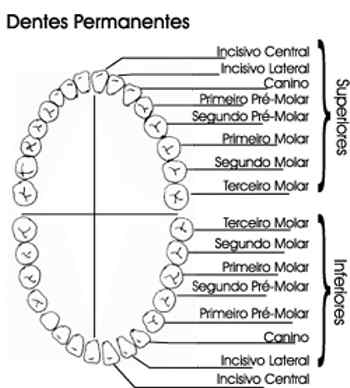 Dentes Permanentes
Incisivo Central
Incisivo Lateral
Canino
Primeiro Pré-Molar
Segundo Pré-Molar
Primeiro Molar
Segundo Molar
Terceiro Molar
Superiores
Terceiro Molar
Segundo Molar
Primeiro Molar
Segundo Pré-Molar
Primeiro Pré-Molar
Canino
Incisivo Lateral
Incisivo Central
Inferiores